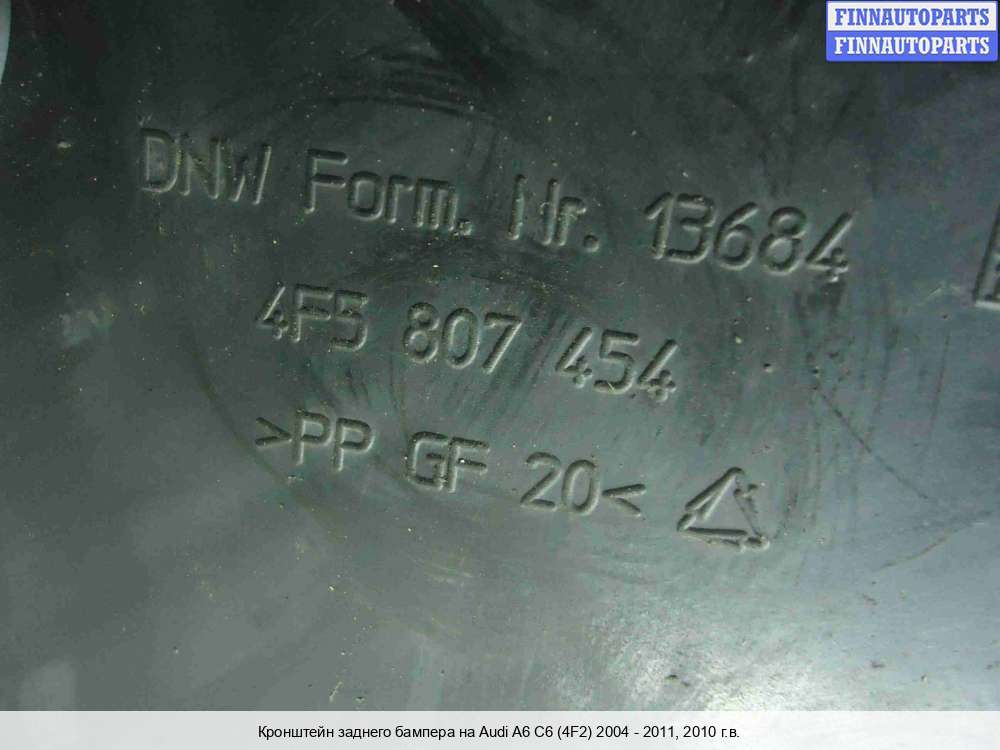 FINNAUTOPARTS
FINNAUTOPARTS
DNW Form. Nr. 13684
4F5 807 454
>PP GF 20<
Кронштейн заднего бампера на Audi A6 C6 (4F2) 2004 - 2011, 2010 г.в.